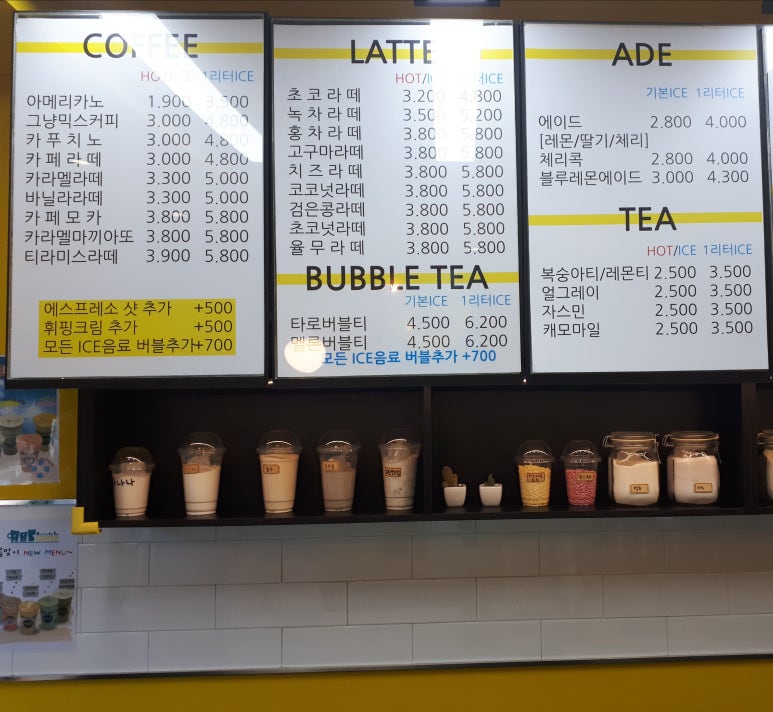 COFFEE
HOT/ICE 1리터ICE
아메리카노 1.900 3.500
그냥믹스커피 3.000 4.800
카푸치노 3.000 4.800
카페라떼 3.000 4.800
카라멜라떼 3.300 5.000
바닐라라떼 3.300 5.000
카페모카 3.800 5.800
카라멜마끼아또 3.800 5.800
티라미스라떼 3.900 5.800
에스프레소 샷 추가 +500
휘핑크림 추가 +500
모든 ICE음료 버블추가+700
LATTE
HOT/ICE 1리터ICE
초코라떼 3.200 4.800
녹차라떼 3.500 5.200
홍차라떼 3.800 5.800
고구마라떼 3.800 5.800
치즈라떼 3.800 5.800
코코넛라떼 3.800 5.800
검은콩라떼 3.800 5.800
초코넛라떼 3.800 5.800
율무라떼 3.800 5.800
BUBBLE TEA
기본ICE 1리터ICE
타로버블티 4.500 6.200
멜론버블티 4.500 6.200
모든 ICE음료 버블추가 +700
ADE
기본ICE 1리터ICE
에이드 2.800 4.000
[레몬/딸기/체리]
체리콕 2.800 4.000
블루레몬에이드 3.000 4.300
TEA
HOT/ICE 1리터ICE
복숭아티/레몬티 2.500 3.500
얼그레이 2.500 3.500
자스민 2.500 3.500
캐모마일 2.500 3.500
NEW MENU~